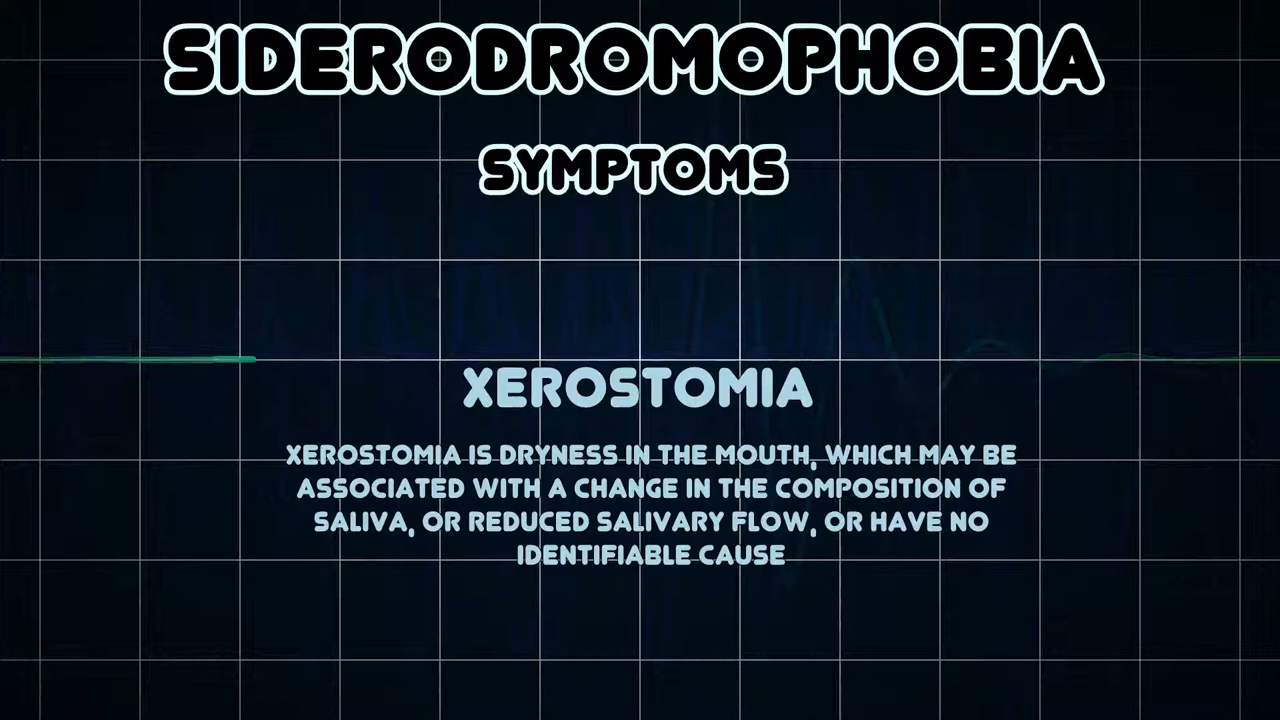 SIDERODROMOPHOBIA
SYMPTOMS
XEROSTOMIA
XEROSTOMIA IS DRYNESS IN THE MOUTH, WHICH MAY BE
ASSOCIATED WITH A CHANGE IN THE COMPOSITION OF
SALIVA, OR REDUCED SALIVARY FLOW, OR HAVE NO
IDENTIFIABLE CAUSE